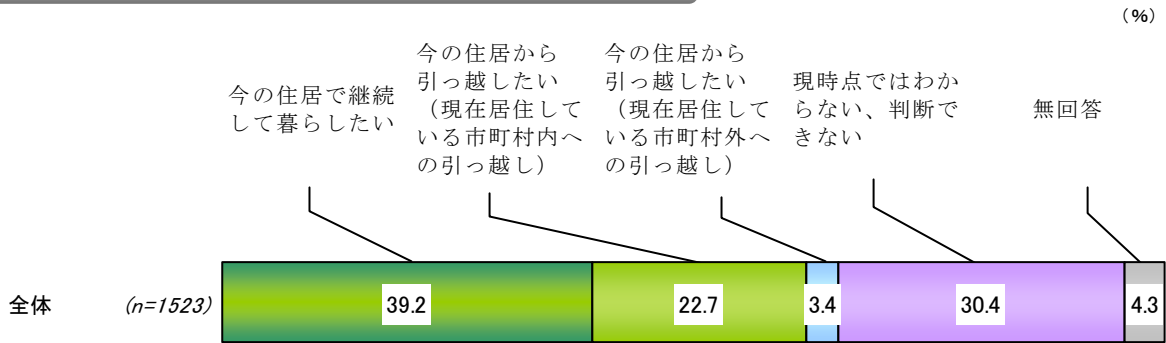 (%)
今の住居で継続
して暮らしたい
今の住居から
引っ越したい
（現在居住して
いる市町村内へ
の引っ越し）
今の住居から
引っ越したい
（現在居住して
いる市町村外へ
の引っ越し）
現時点ではわか
らない、判断で
きない
無回答
全体 (n=1523) 39.2 22.7 3.4 30.4 4.3